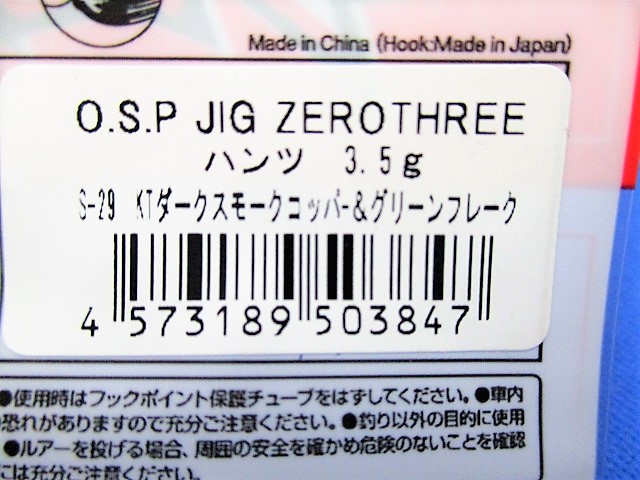 Made in China (Hook:Made in Japan)
O.S.P JIG ZEROTHREE
ハンツ 3.5g
S-29 KTダークスモークコッパー&グリーンフレーク
4 573189 503847
●使用時はフックポイント保護チューブをはずしてください。●車内
恐れがありますので充分ご注意ください。●釣り以外の目的に使用
●ルアーを投げる場合、周囲の安全を確かめ危険のないことを確認
には充分ご注意ください。